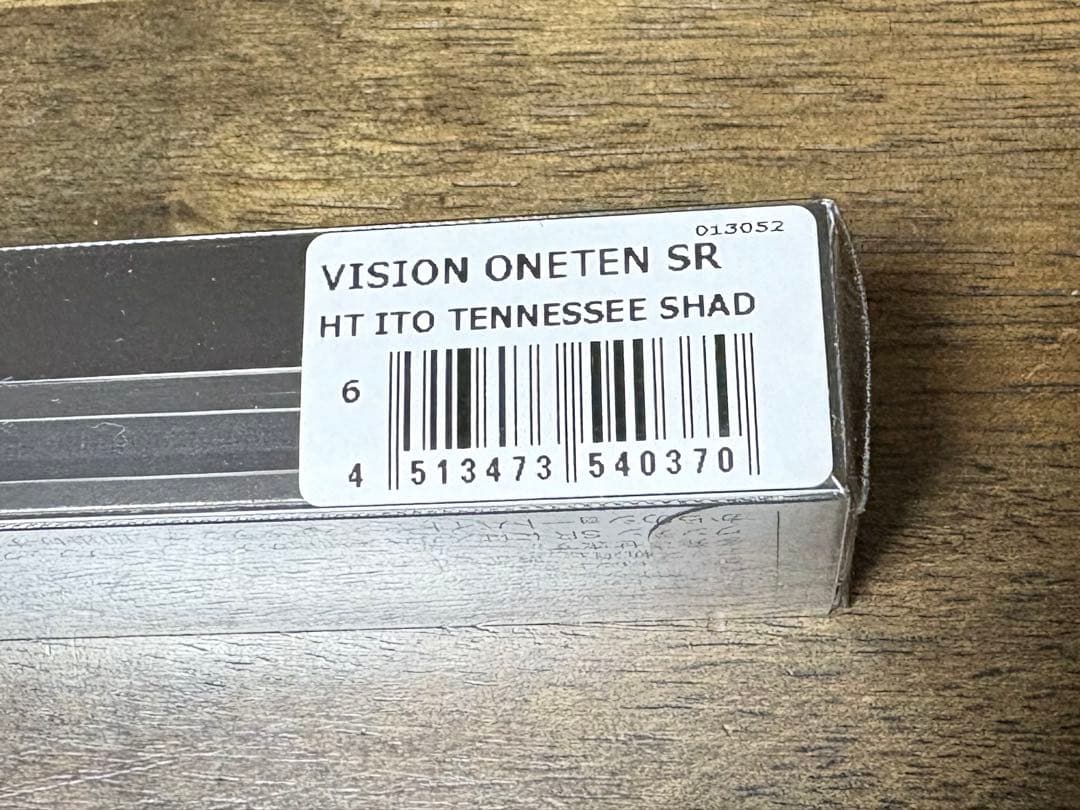 013052
VISION ONETEN SR
HT ITO TENNESSEE SHAD
6
4 513473 540370